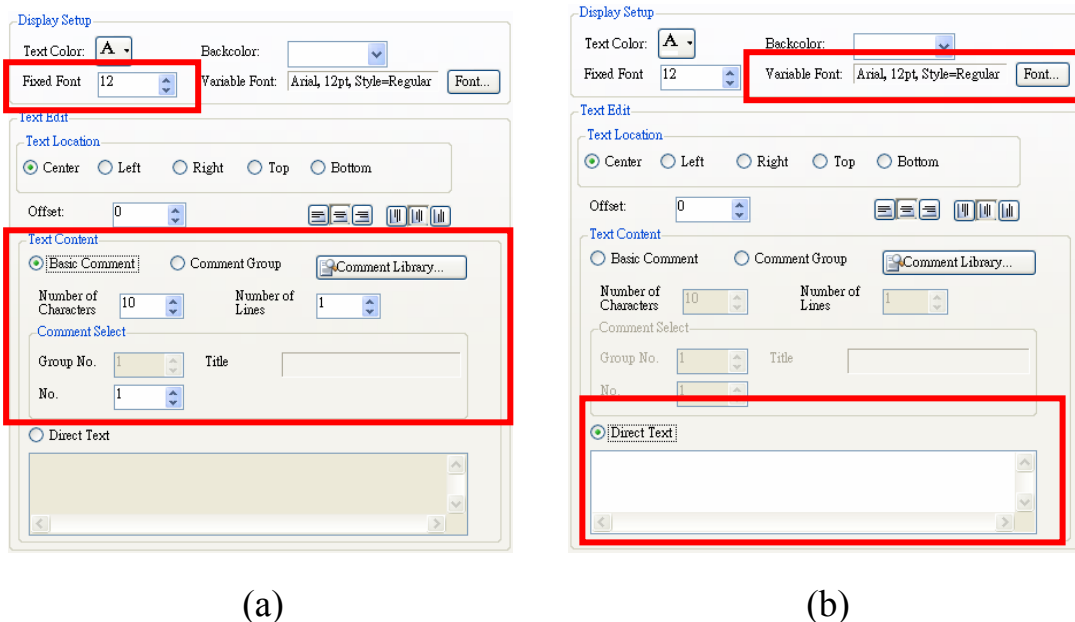 Display Setup
Text Color: A Backcolor:
Fixed Font 12 Variable Font: Arial, 12pt, Style=Regular Font...
Text Edit
Text Location
Center Left Right Top Bottom
Offset: 0
Text Content
Basic Comment Comment Group Comment Library...
Number of Characters 10 Number of Lines 1
Comment Select
Group No. 1 Title
No. 1
Direct Text
(a)
Display Setup
Text Color: A Backcolor:
Fixed Font 12 Variable Font: Arial, 12pt, Style=Regular Font...
Text Edit
Text Location
Center Left Right Top Bottom
Offset: 0
Text Content
Basic Comment Comment Group Comment Library...
Number of Characters 10 Number of Lines 1
Comment Select
Group No. 1 Title
No. 1
Direct Text
(b)